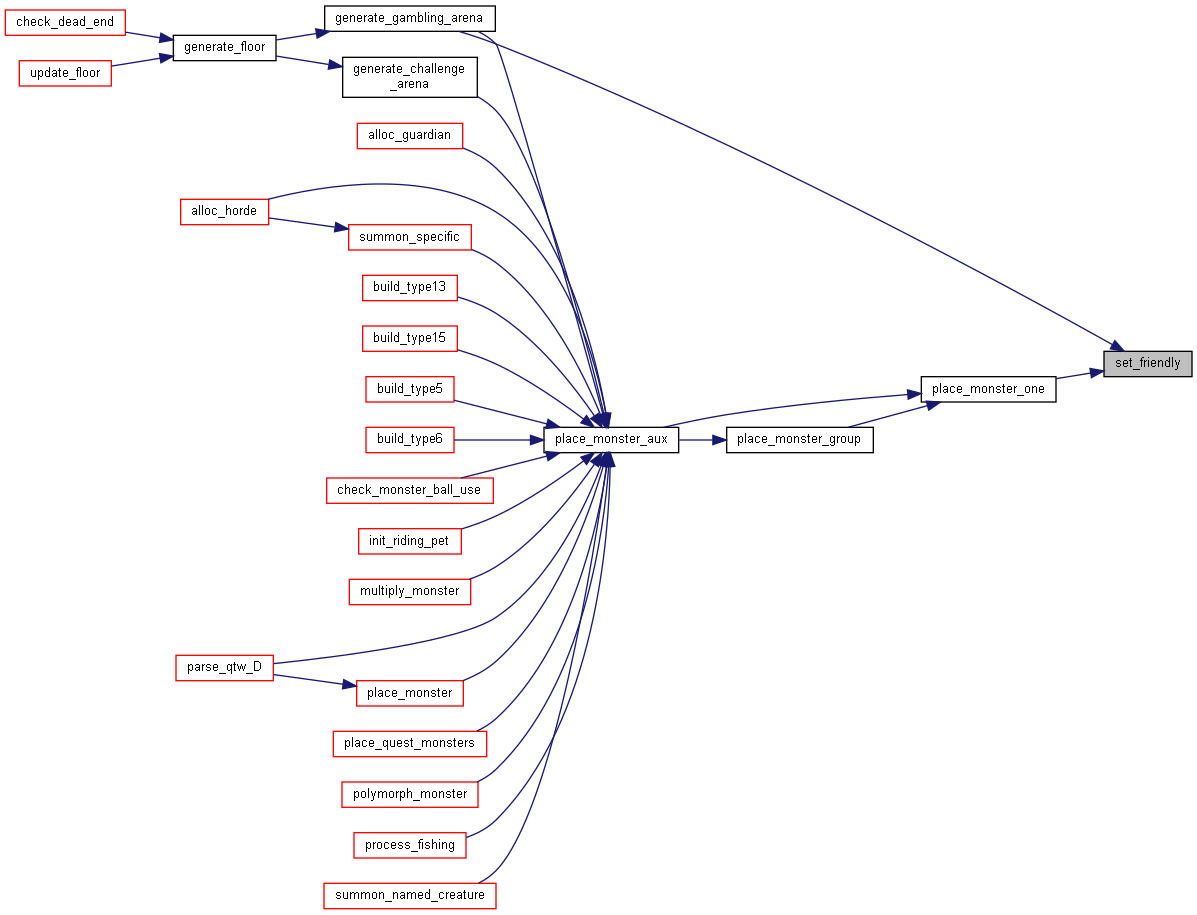 check_dead_end
update_floor
generate_floor
generate_gambling_arena
generate_challenge
_arena
alloc_guardian
alloc_horde
summon_specific
build_type13
build_type15
build_type5
build_type6
check_monster_ball_use
init_riding_pet
multiply_monster
parse_qtw_D
place_monster
place_quest_monsters
polymorph_monster
process_fishing
summon_named_creature
place_monster_aux
place_monster_group
place_monster_one
set_friendly